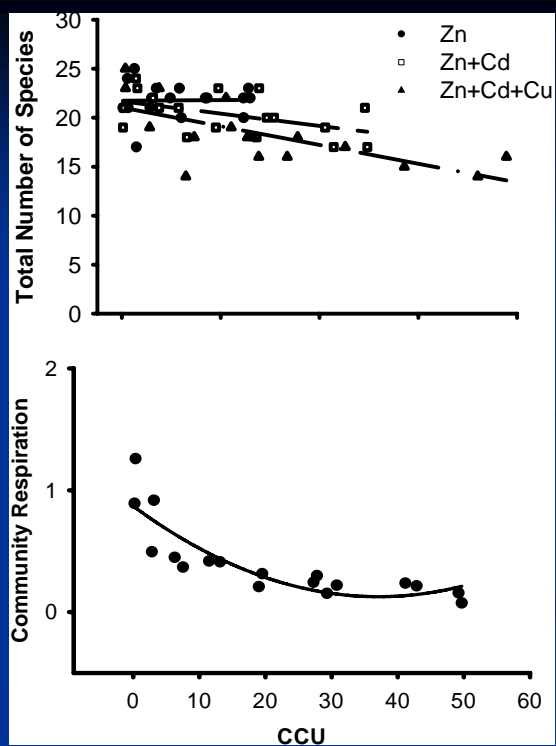 Total Number of Species
30
25
20
15
10
5
0
Zn
Zn+Cd
Zn+Cd+Cu
Community Respiration
2
1
0
0 10 20 30 40 50 60
CCU